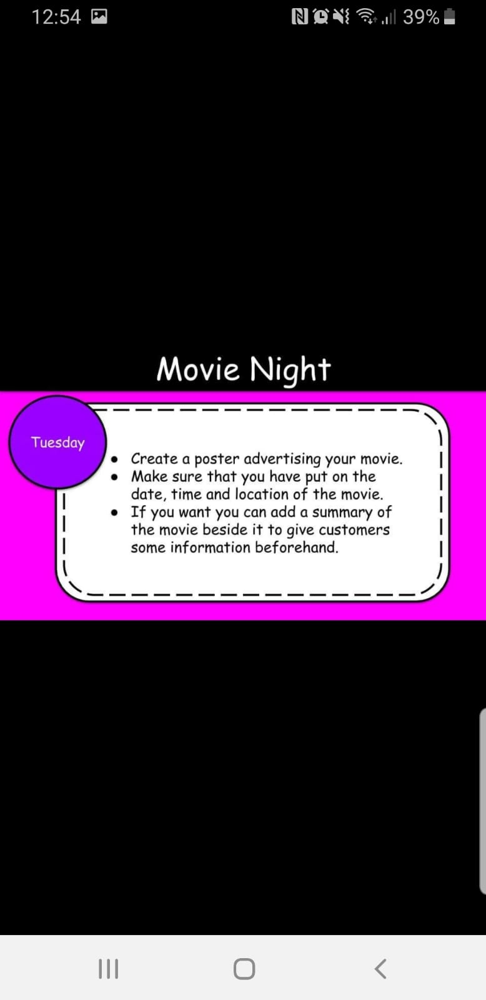 12:54 39%
Movie Night
Tuesday
● Create a poster advertising your movie.
● Make sure that you have put on the
date, time and location of the movie.
● If you want you can add a summary of
the movie beside it to give customers
some information beforehand.